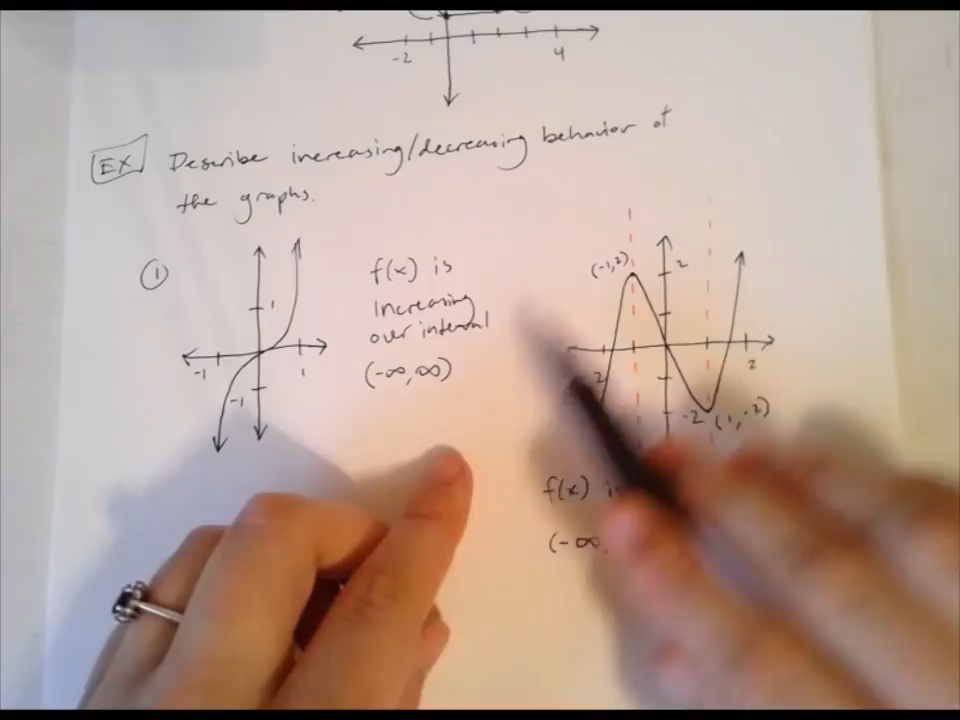 -2 4
EX Describe increasing/decreasing behavior of
the graphs.
1
1
-1 1
-1
f(x) is
Increasing
over interval
(-∞,∞)
(-1,2) 2
2
-2 (1,-2)
f(x)
(-∞,